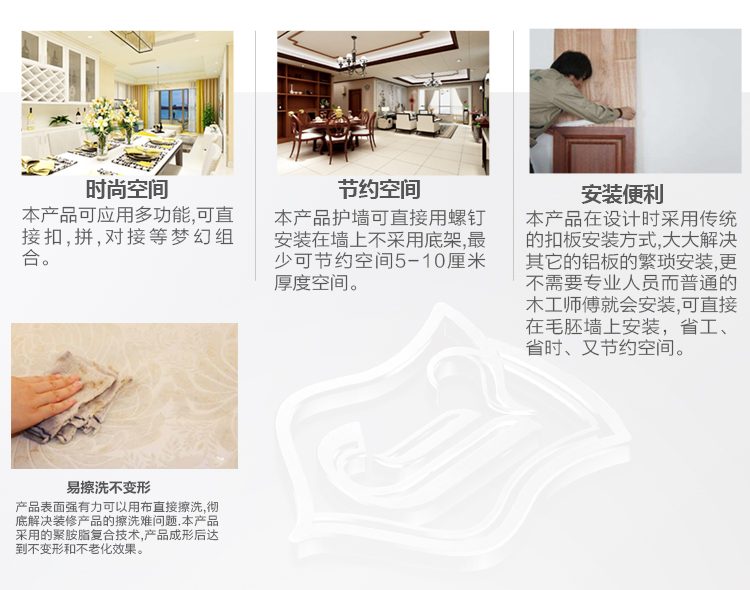 时尚空间
本产品可应用多功能,可直
接扣,拼,对接等梦幻组
合。
节约空间
本产品护墙可直接用螺钉
安装在墙上不采用底架,最
少可节约空间5-10厘米
厚度空间。
安装便利
本产品在设计时采用传统
的扣板安装方式,大大解决
其它的铝板的繁琐安装,更
不需要专业人员而普通的
木工师傅就会安装,可直接
在毛胚墙上安装，省工、
省时、又节约空间。
易擦洗不变形
产品表面强有力可以用布直接擦洗,彻
底解决装修产品的擦洗难问题.本产品
采用的聚胺脂复合技术,产品成形后达
到不变形和不老化效果。